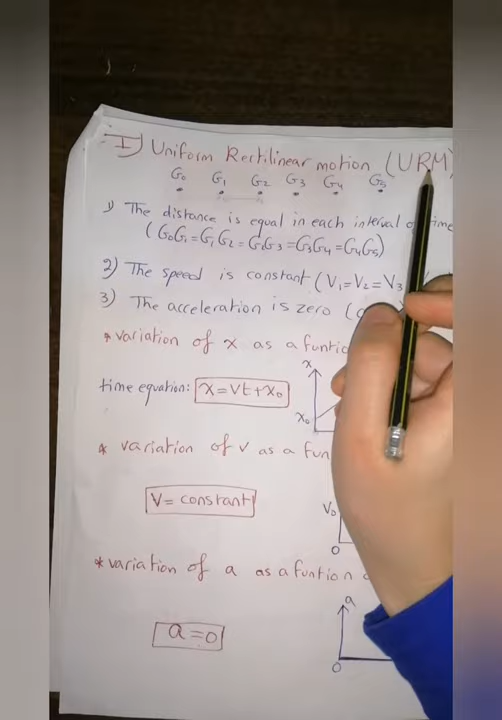 I) Uniform Rectilinear motion (URM)
G0 G1 G2 G3 G4 G5
1) The distance is equal in each interval of time
(G0G1=G1G2=G2G3=G3G4=G4G5)
2) The speed is constant (V1=V2=V3
3) The acceleration is zero (
*variation of x as a funtio
x
time equation: x=Vt+x0
x0
* variation of v as a fun
V0
V= constant
0
*variation of a as a funtion
a
a=0
0